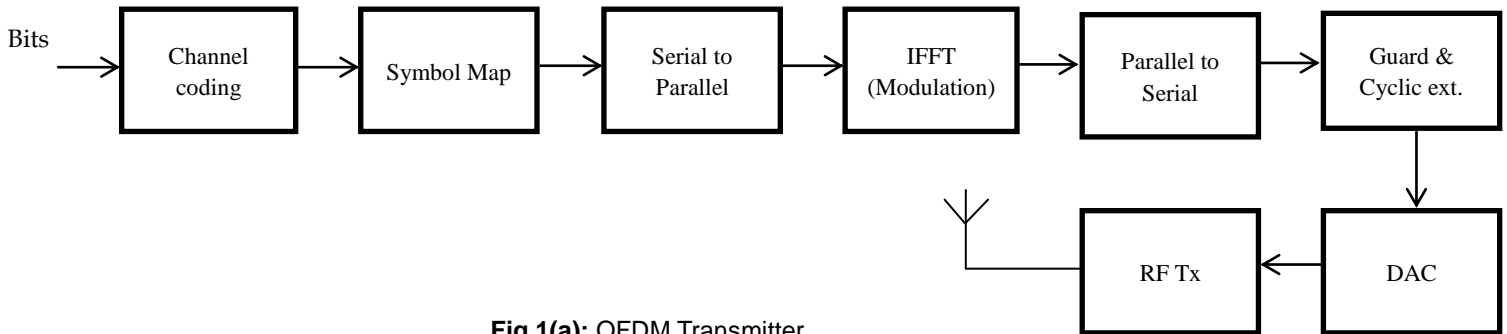 Bits
Channel
coding
Symbol Map
Serial to
Parallel
IFFT
(Modulation)
Parallel to
Serial
Guard &
Cyclic ext.
DAC
RF Tx
Fig 1(a): OFDM Transmitter